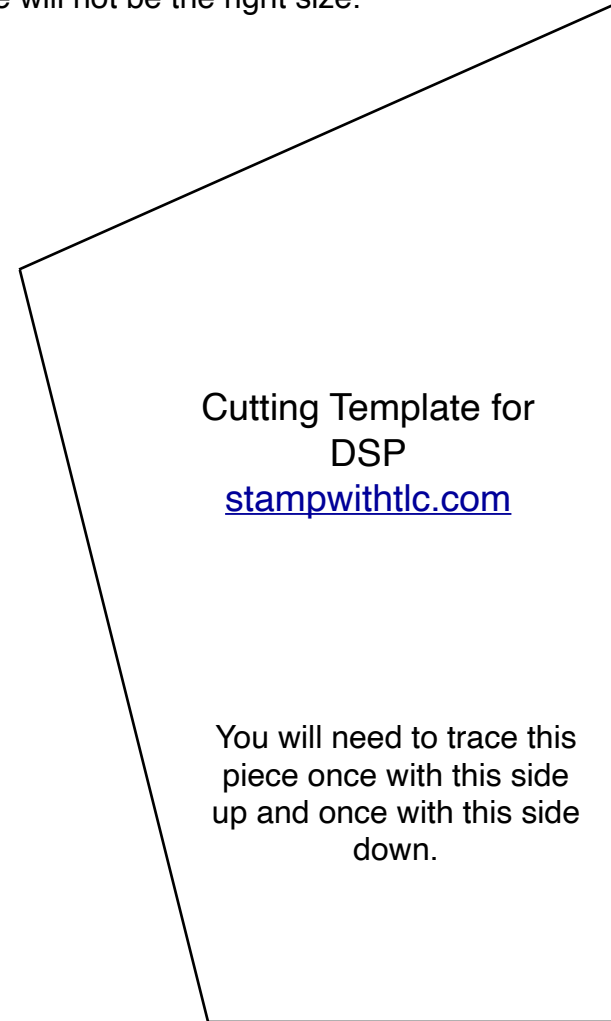 will not be the right size.
Cutting Template for
DSP
stampwithtlc.com
You will need to trace this
piece once with this side
up and once with this side
down.